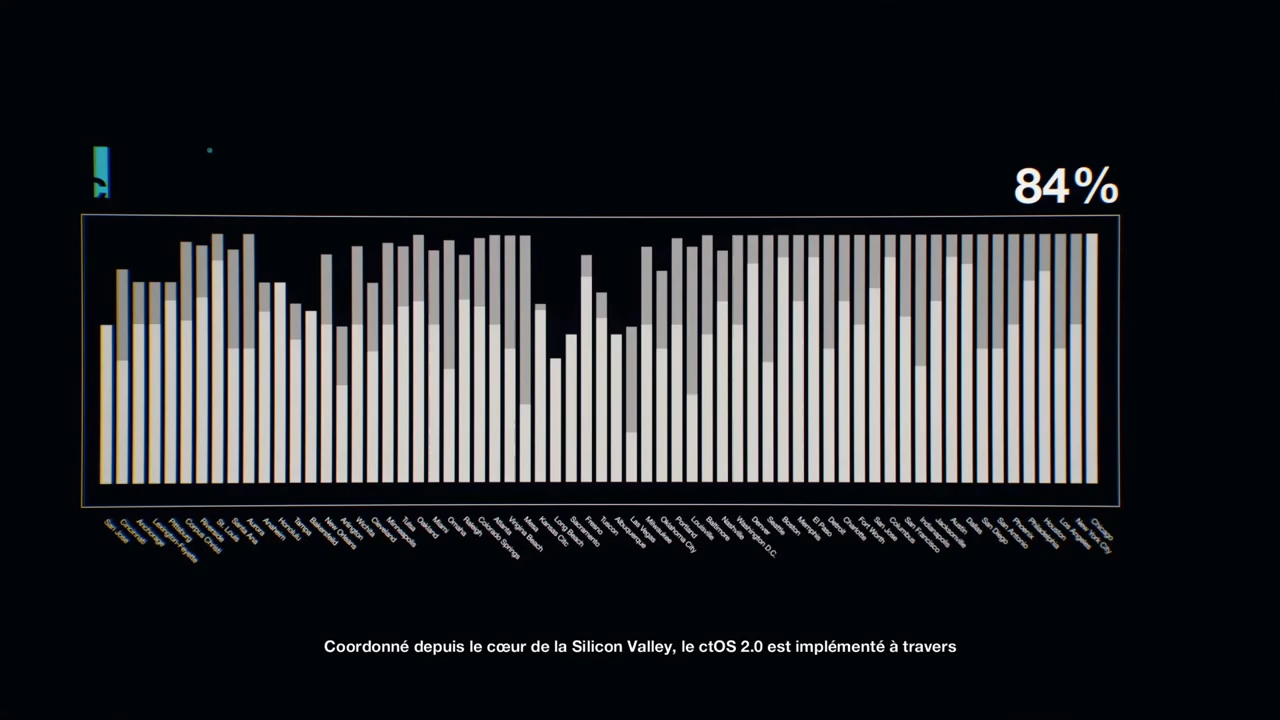 84%
San Jose
Cincinnati
Anchorage
Lexington-Fayette
Pittsburg
Corpus Christi
Riverside
St. Louis
Santa Ana
Aurora
Anaheim
Honolulu
Tampa
Bakersfield
New Orleans
Arlington
Wichita
Cleveland
Minneapolis
Tulsa
Oakland
Miami
Omaha
Raleigh
Colorado Springs
Atlanta
Virginia Beach
Mesa
Kansas City
Long Beach
Sacramento
Fresno
Tuscon
Albuquerque
Las Vegas
Milwaukee
Oklahoma City
Portland
Louisville
Baltimore
Nashville
Washington D.C.
Denver
Seattle
Boston
Memphis
El Paso
Detroit
Charlotte
Fort Worth
San Jose
Columbus
San Francisco
Indianapolis
Jacksonville
Austin
Dallas
San Diego
San Antonio
Phoenix
Philadelphia
Houston
Los Angeles
New York City
Chicago
Coordonné depuis le cœur de la Silicon Valley, le ctOS 2.0 est implémenté à travers